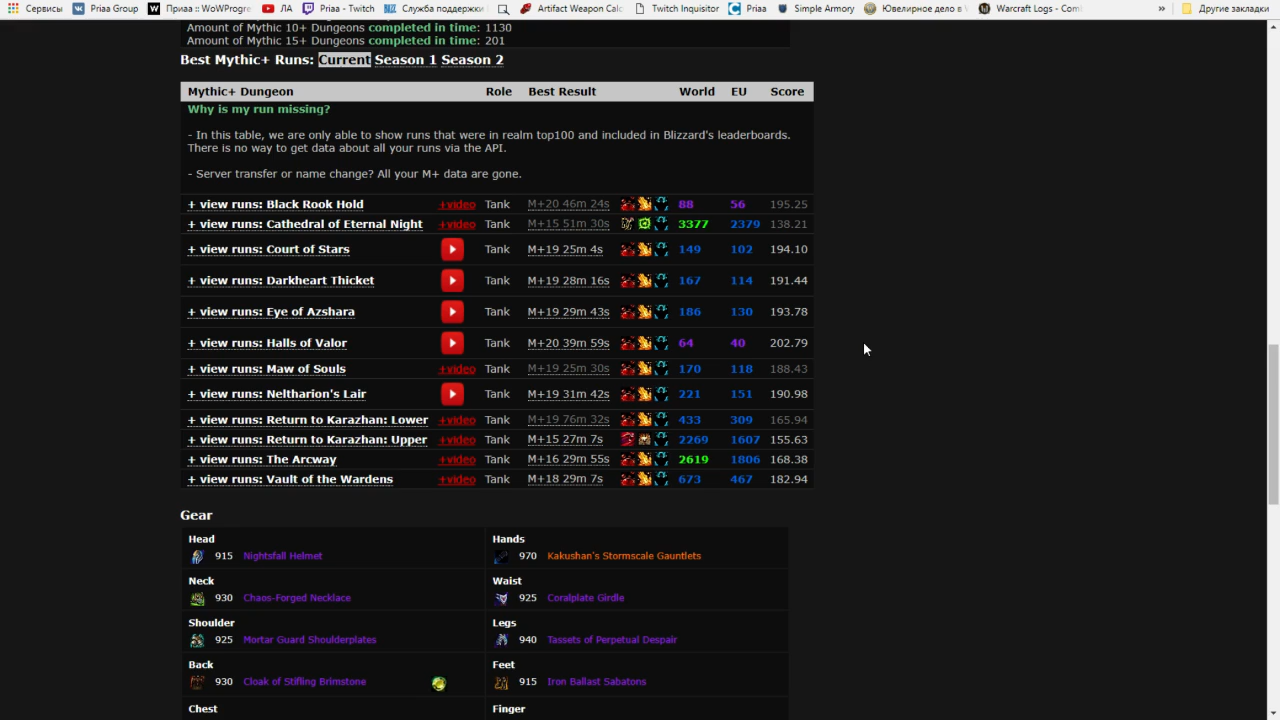 Сервисы Priaa Group Приаа :: WoWProgre ЛА Priaa - Twitch Служба поддержки Artifact Weapon Calc Twitch Inquisitor Priaa Simple Armory Ювелирное дело в Warcraft Logs - Com » Другие закладки
Amount of Mythic 10+ Dungeons completed in time: 1130
Amount of Mythic 15+ Dungeons completed in time: 201
Best Mythic+ Runs: Current Season 1 Season 2
Mythic+ Dungeon Role Best Result World EU Score
Why is my run missing?
- In this table, we are only able to show runs that were in realm top100 and included in Blizzard's leaderboards.
There is no way to get data about all your runs via the API.
- Server transfer or name change? All your M+ data are gone.
+ view runs: Black Rook Hold +video Tank M+20 46m 24s 88 56 195.25
+ view runs: Cathedral of Eternal Night +video Tank M+15 51m 30s 3377 2379 138.21
+ view runs: Court of Stars Tank M+19 25m 4s 149 102 194.10
+ view runs: Darkheart Thicket Tank M+19 28m 16s 167 114 191.44
+ view runs: Eye of Azshara Tank M+19 29m 43s 186 130 193.78
+ view runs: Halls of Valor Tank M+20 39m 59s 64 40 202.79
+ view runs: Maw of Souls +video Tank M+19 25m 30s 170 118 188.43
+ view runs: Neltharion's Lair Tank M+19 31m 42s 221 151 190.98
+ view runs: Return to Karazhan: Lower +video Tank M+19 76m 32s 433 309 165.94
+ view runs: Return to Karazhan: Upper +video Tank M+15 27m 7s 2269 1607 155.63
+ view runs: The Arcway +video Tank M+16 29m 55s 2619 1806 168.38
+ view runs: Vault of the Wardens +video Tank M+18 29m 7s 673 467 182.94
Gear
Head Hands
915 Nightsfall Helmet 970 Kakushan's Stormscale Gauntlets
Neck Waist
930 Chaos-Forged Necklace 925 Coralplate Girdle
Shoulder Legs
925 Mortar Guard Shoulderplates 940 Tassets of Perpetual Despair
Back Feet
930 Cloak of Stifling Brimstone 915 Iron Ballast Sabatons
Chest Finger